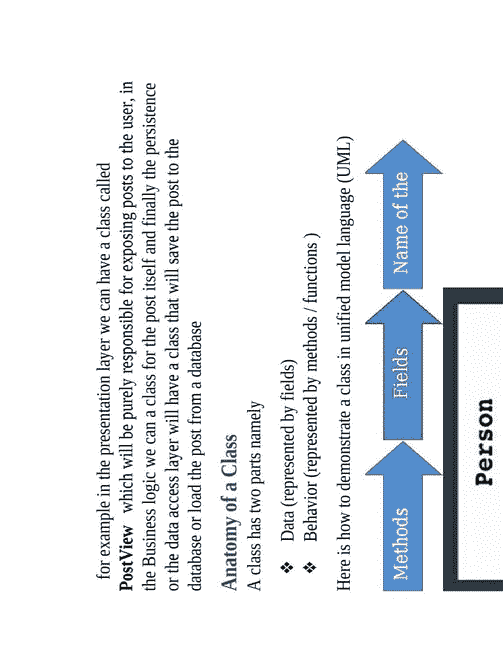 for example in the presentation layer we can have a class called
PostView which will be purely responsible for exposing posts to the user, in
the Business logic we can a class for the post itself and finally the persistence
or the data access layer will have a class that will save the post to the
database or load the post from a database
Anatomy of a Class
A class has two parts namely
❖ Data (represented by fields)
❖ Behavior (represented by methods / functions )
Here is how to demonstrate a class in unified model language (UML)
Methods
Fields
Name of the
Person